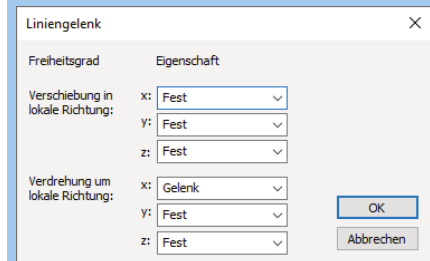 Liniengelenk
Freiheitsgrad Eigenschaft
Verschiebung in
lokale Richtung:
x: Fest
y: Fest
z: Fest
Verdrehung um
lokale Richtung:
x: Gelenk
y: Fest
z: Fest
OK
Abbrechen